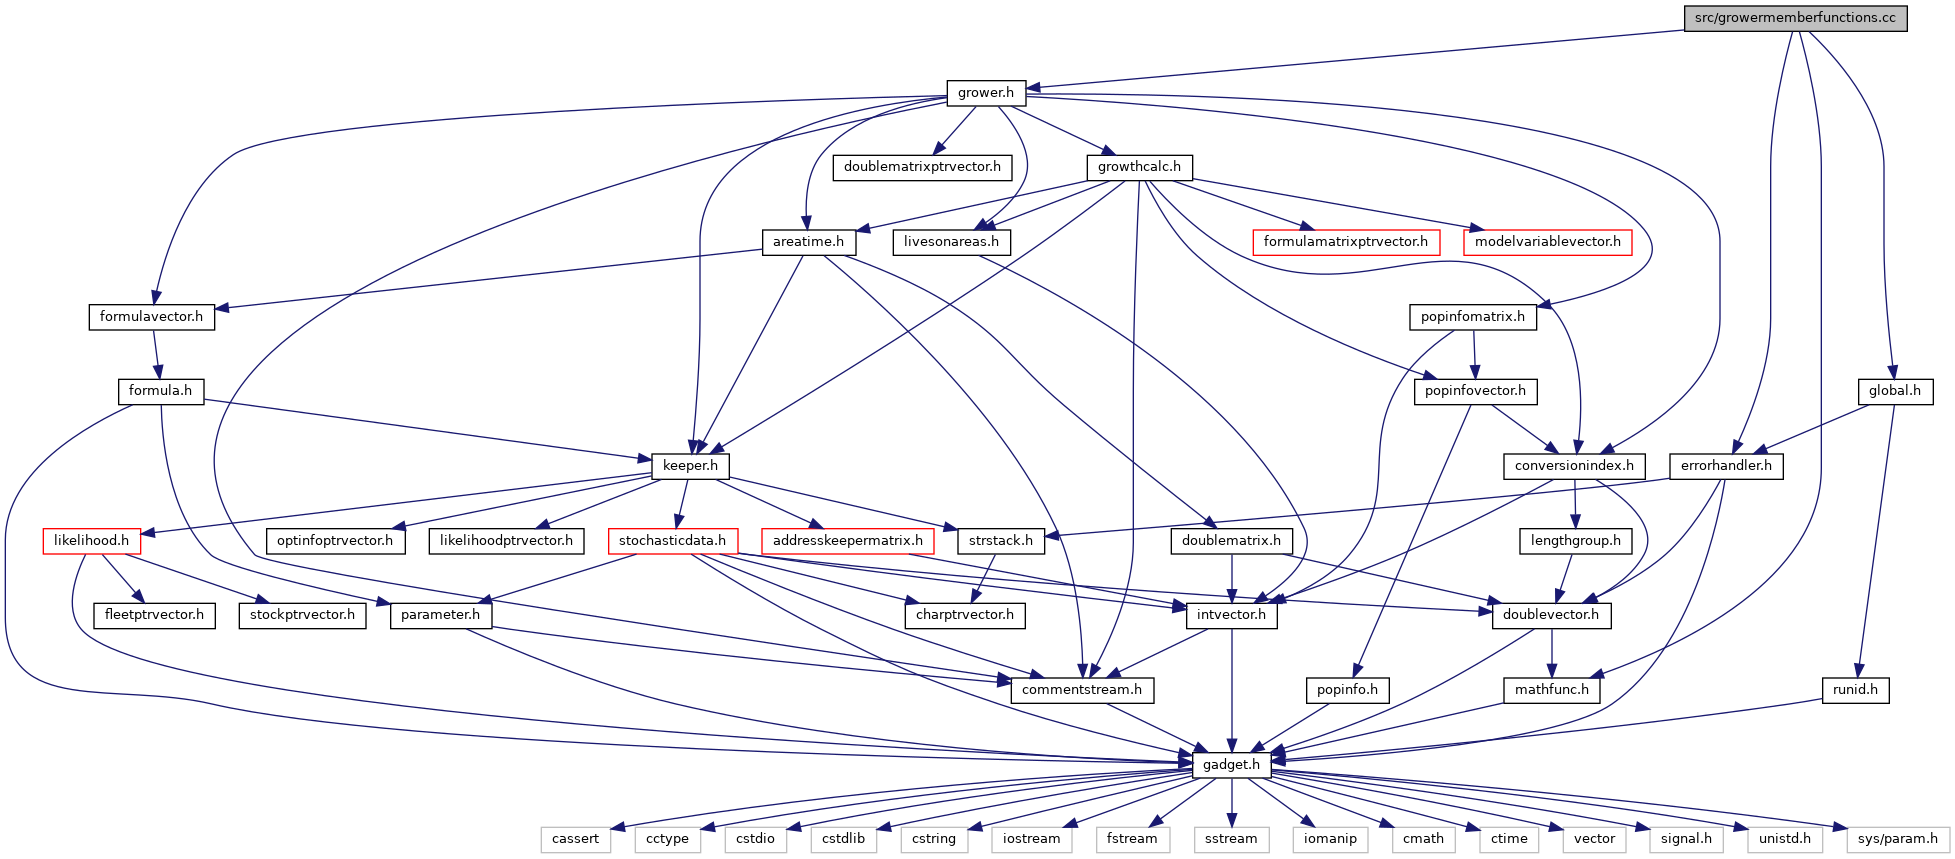 src/growermemberfunctions.cc
grower.h
doublematrixptrvector.h
growthcalc.h
areatime.h
livesonareas.h
formulamatrixptrvector.h
modelvariablevector.h
formulavector.h
popinfomatrix.h
formula.h
popinfovector.h
global.h
keeper.h
conversionindex.h
errorhandler.h
likelihood.h
optinfoptrvector.h
likelihoodptrvector.h
stochasticdata.h
addresskeepermatrix.h
strstack.h
doublematrix.h
lengthgroup.h
fleetptrvector.h
stockptrvector.h
parameter.h
charptrvector.h
intvector.h
doublevector.h
commentstream.h
popinfo.h
mathfunc.h
runid.h
gadget.h
cassert
cctype
cstdio
cstdlib
cstring
iostream
fstream
sstream
iomanip
cmath
ctime
vector
signal.h
unistd.h
sys/param.h